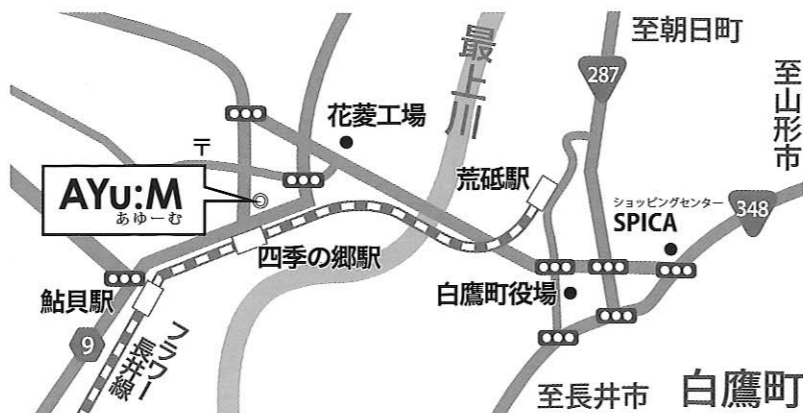 至朝日町
287
至山形市
最上川
花菱工場
〒
荒砥駅
AYu:M
あゆーむ
ショッピングセンター
SPICA
348
四季の郷駅
白鷹町役場
鮎貝駅
9
フラワー
長井線
至長井市
白鷹町